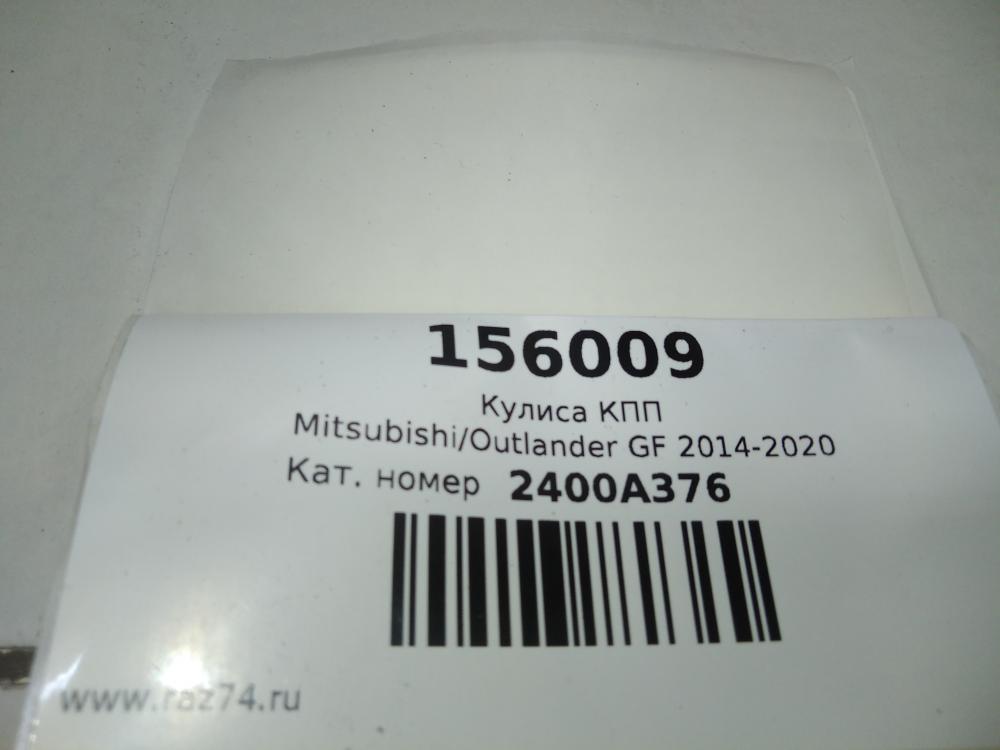 156009
Кулиса КПП
Mitsubishi/Outlander GF 2014-2020
Кат. номер 2400A376
www.raz74.ru